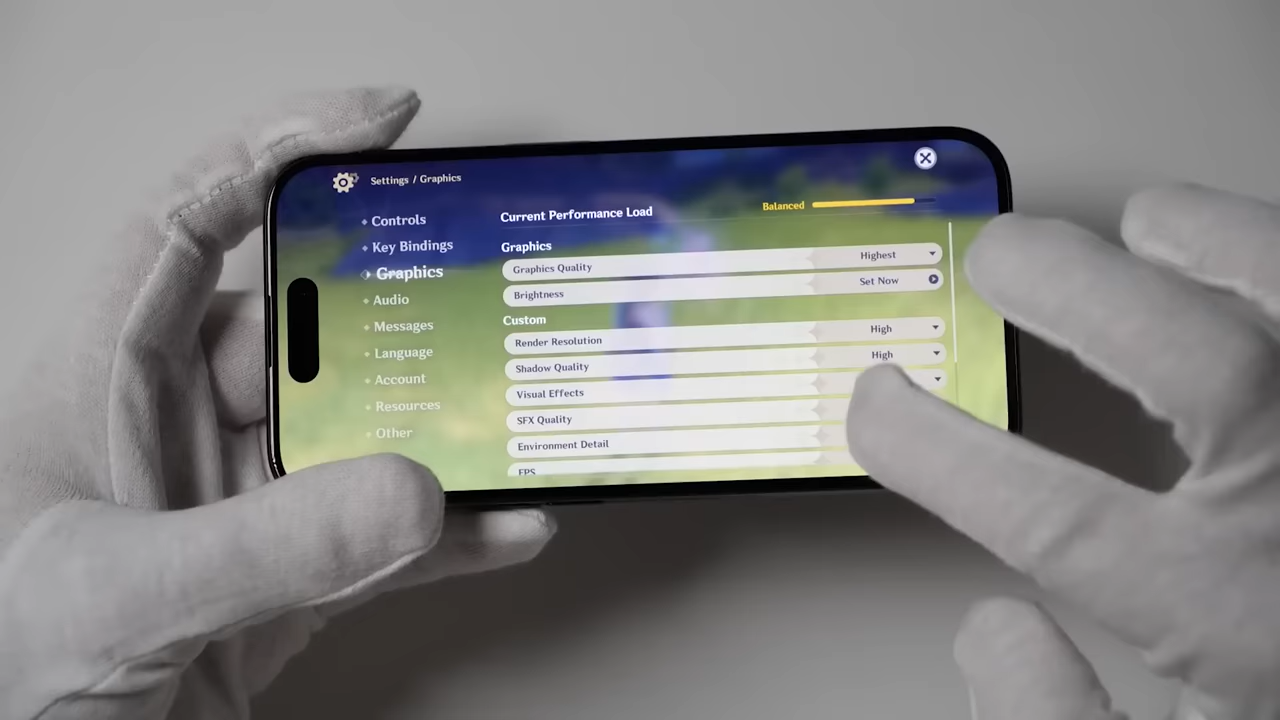 Settings / Graphics
Controls
Key Bindings
Graphics
Audio
Messages
Language
Account
Resources
Other
Current Performance Load Balanced
Graphics
Graphics Quality Highest
Brightness Set Now
Custom
Render Resolution High
Shadow Quality High
Visual Effects
SFX Quality
Environment Detail
FPS